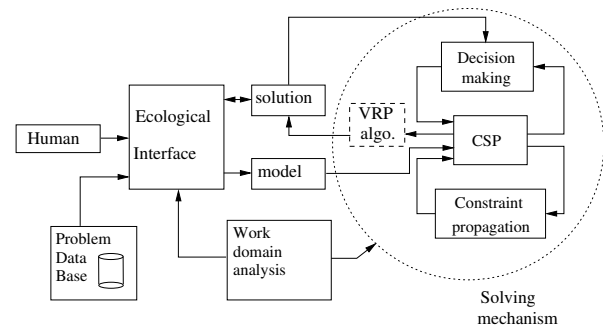 Decision
making
solution
VRP
algo.
Ecological
Interface
Human
CSP
model
Constraint
propagation
Problem
Data
Base
Work
domain
analysis
Solving
mechanism